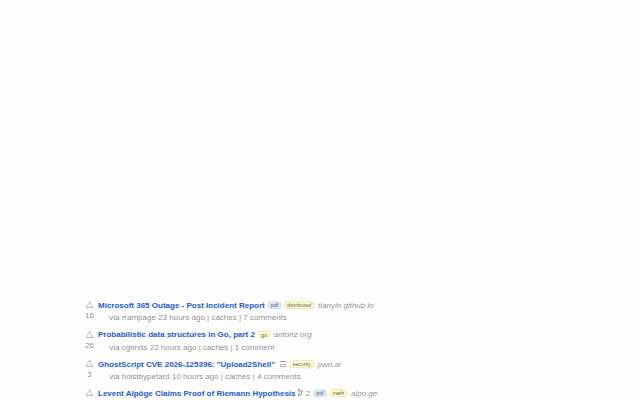 Microsoft 365 Outage - Post Incident Report pdf distributed tianyin.github.io
16 via rrampage 23 hours ago | caches | 7 comments
Probabilistic data structures in Go, part 2 go antonz.org
26 via cgrinds 22 hours ago | caches | 1 comment
GhostScript CVE 2026-125396: "Upload2Shell" security pwn.ai
3 via hoistbypetard 10 hours ago | caches | 4 comments
Levent Alpöge Claims Proof of Riemann Hypothesis 2 pdf math alpo.ge